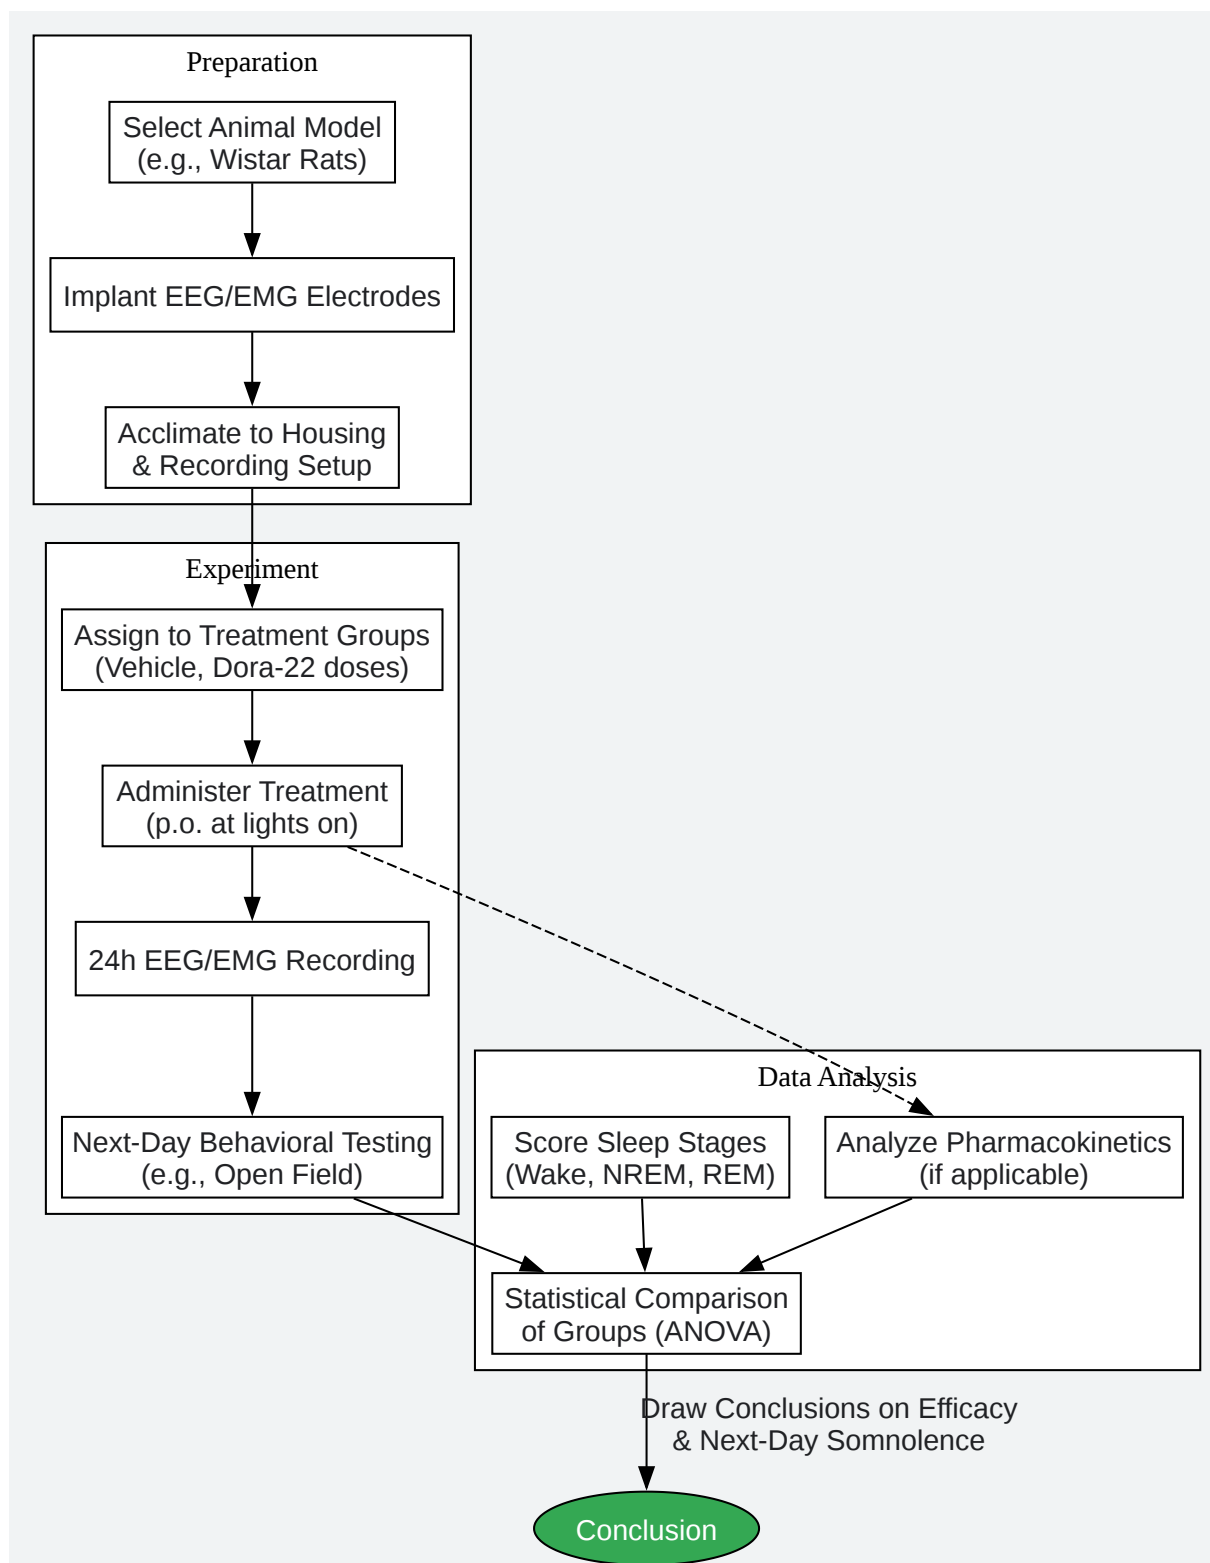 Preparation
Select Animal Model
(e.g., Wistar Rats)
Implant EEG/EMG Electrodes
Acclimate to Housing
& Recording Setup
Experiment
Assign to Treatment Groups
(Vehicle, Dora-22 doses)
Administer Treatment
(p.o. at lights on)
24h EEG/EMG Recording
Next-Day Behavioral Testing
(e.g., Open Field)
Data Analysis
Score Sleep Stages
(Wake, NREM, REM)
Analyze Pharmacokinetics
(if applicable)
Statistical Comparison
of Groups (ANOVA)
Draw Conclusions on Efficacy
& Next-Day Somnolence
Conclusion